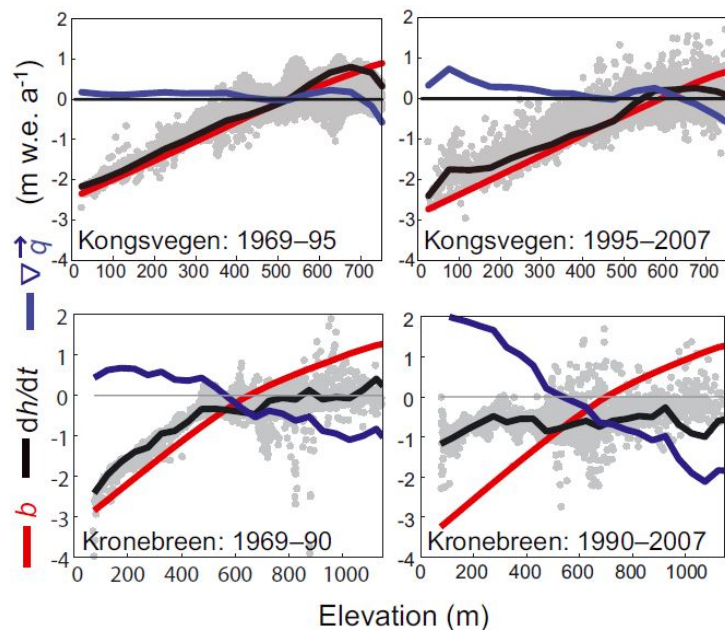 (m w.e. a⁻¹)
b dh/dt ∇q⃗
2
1
0
-1
-2
-3
-4
0 100 200 300 400 500 600 700
Kongsvegen: 1969–95
2
1
0
-1
-2
-3
-4
0 100 200 300 400 500 600 700
Kongsvegen: 1995–2007
2
1
0
-1
-2
-3
-4
0 200 400 600 800 1000
Kronebreen: 1969–90
2
1
0
-1
-2
-3
-4
0 200 400 600 800 1000
Kronebreen: 1990–2007
Elevation (m)